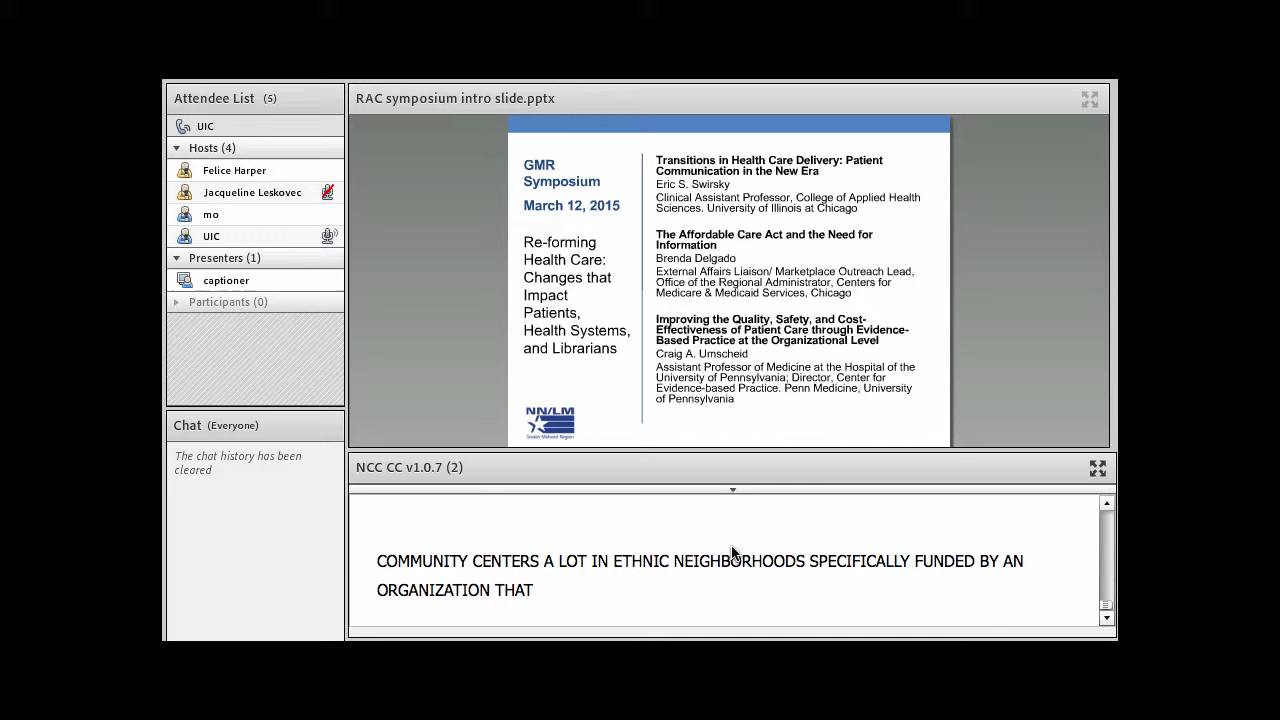 Attendee List (5)
UIC
Hosts (4)
Felice Harper
Jacqueline Leskovec
mo
UIC
Presenters (1)
captioner
Participants (0)
Chat (Everyone)
The chat history has been
cleared
RAC symposium intro slide.pptx
GMR
Symposium
March 12, 2015
Re-forming
Health Care:
Changes that
Impact
Patients,
Health Systems,
and Librarians
NN/LM
Greater Midwest Region
Transitions in Health Care Delivery: Patient
Communication in the New Era
Eric S. Swirsky
Clinical Assistant Professor, College of Applied Health
Sciences. University of Illinois at Chicago
The Affordable Care Act and the Need for
Information
Brenda Delgado
External Affairs Liaison/ Marketplace Outreach Lead,
Office of the Regional Administrator, Centers for
Medicare & Medicaid Services, Chicago
Improving the Quality, Safety, and Cost-
Effectiveness of Patient Care through Evidence-
Based Practice at the Organizational Level
Craig A. Umscheid
Assistant Professor of Medicine at the Hospital of the
University of Pennsylvania; Director, Center for
Evidence-based Practice. Penn Medicine, University
of Pennsylvania
NCC CC v1.0.7 (2)
COMMUNITY CENTERS A LOT IN ETHNIC NEIGHBORHOODS SPECIFICALLY FUNDED BY AN
ORGANIZATION THAT